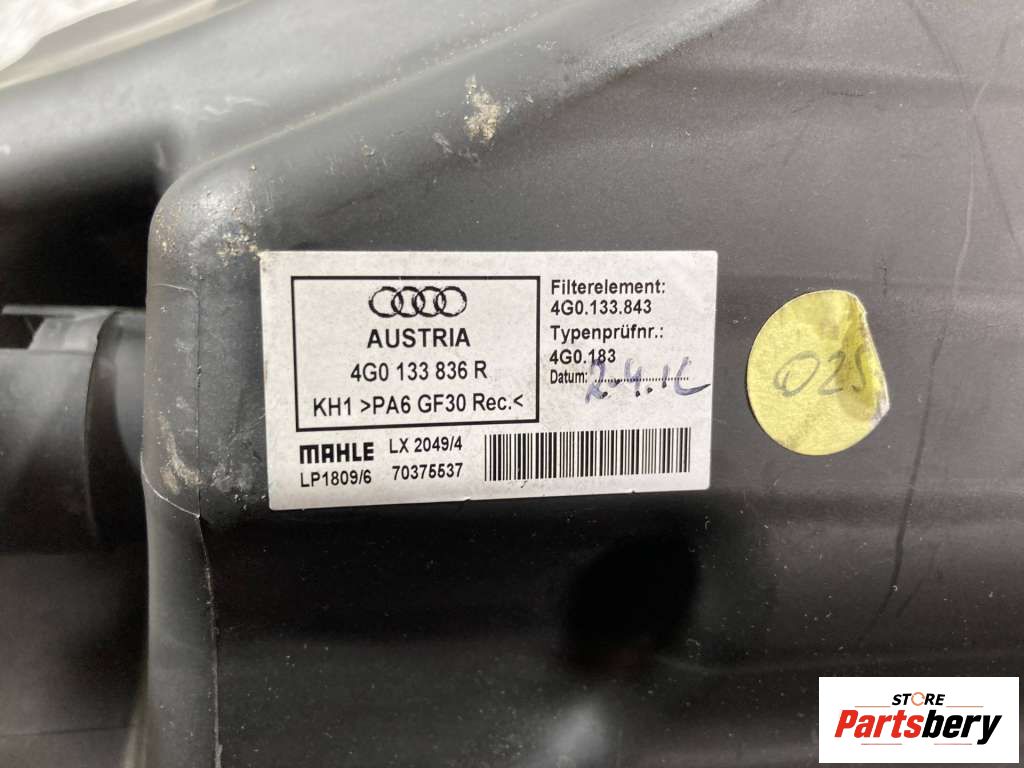 AUSTRIA
4G0 133 836 R
KH1 >PA6 GF30 Rec.<
Filterelement:
4G0.133.843
Typenprüfnr.:
4G0.183
Datum:
MAHLE LX 2049/4
LP1809/6 70375537
025
STORE
Partsbery